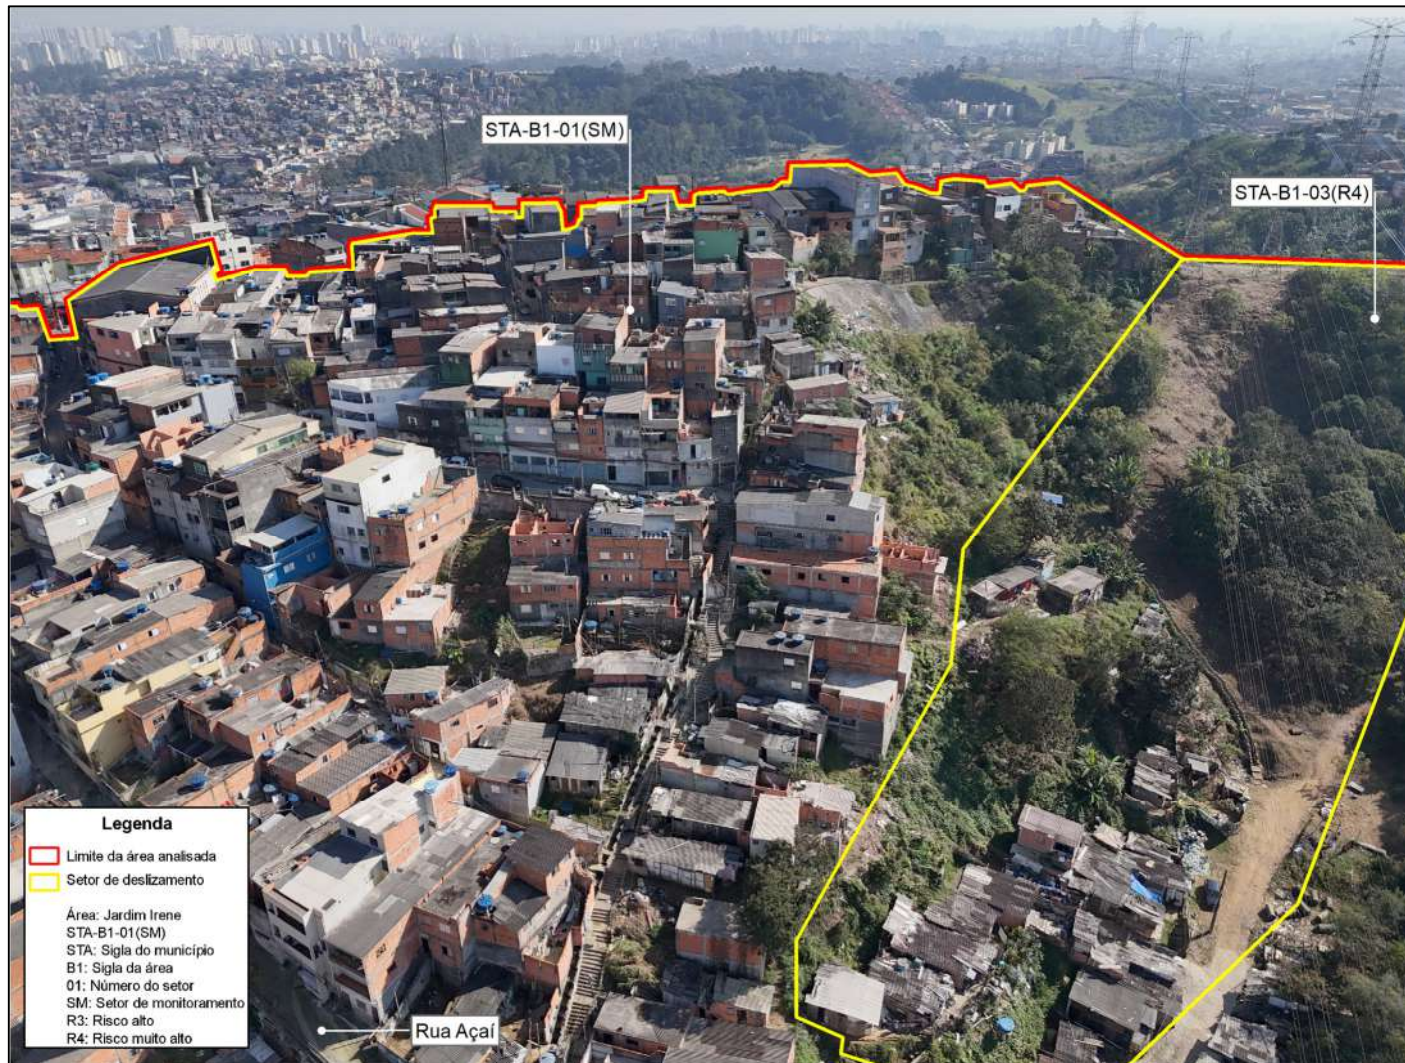 STA-B1-01(SM)
STA-B1-03(R4)
Legenda
Limite da área analisada
Setor de deslizamento
Área: Jardim Irene
STA-B1-01(SM)
STA: Sigla do município
B1: Sigla da área
01: Número do setor
SM: Setor de monitoramento
R3: Risco alto
R4: Risco muito alto
Rua Açaí